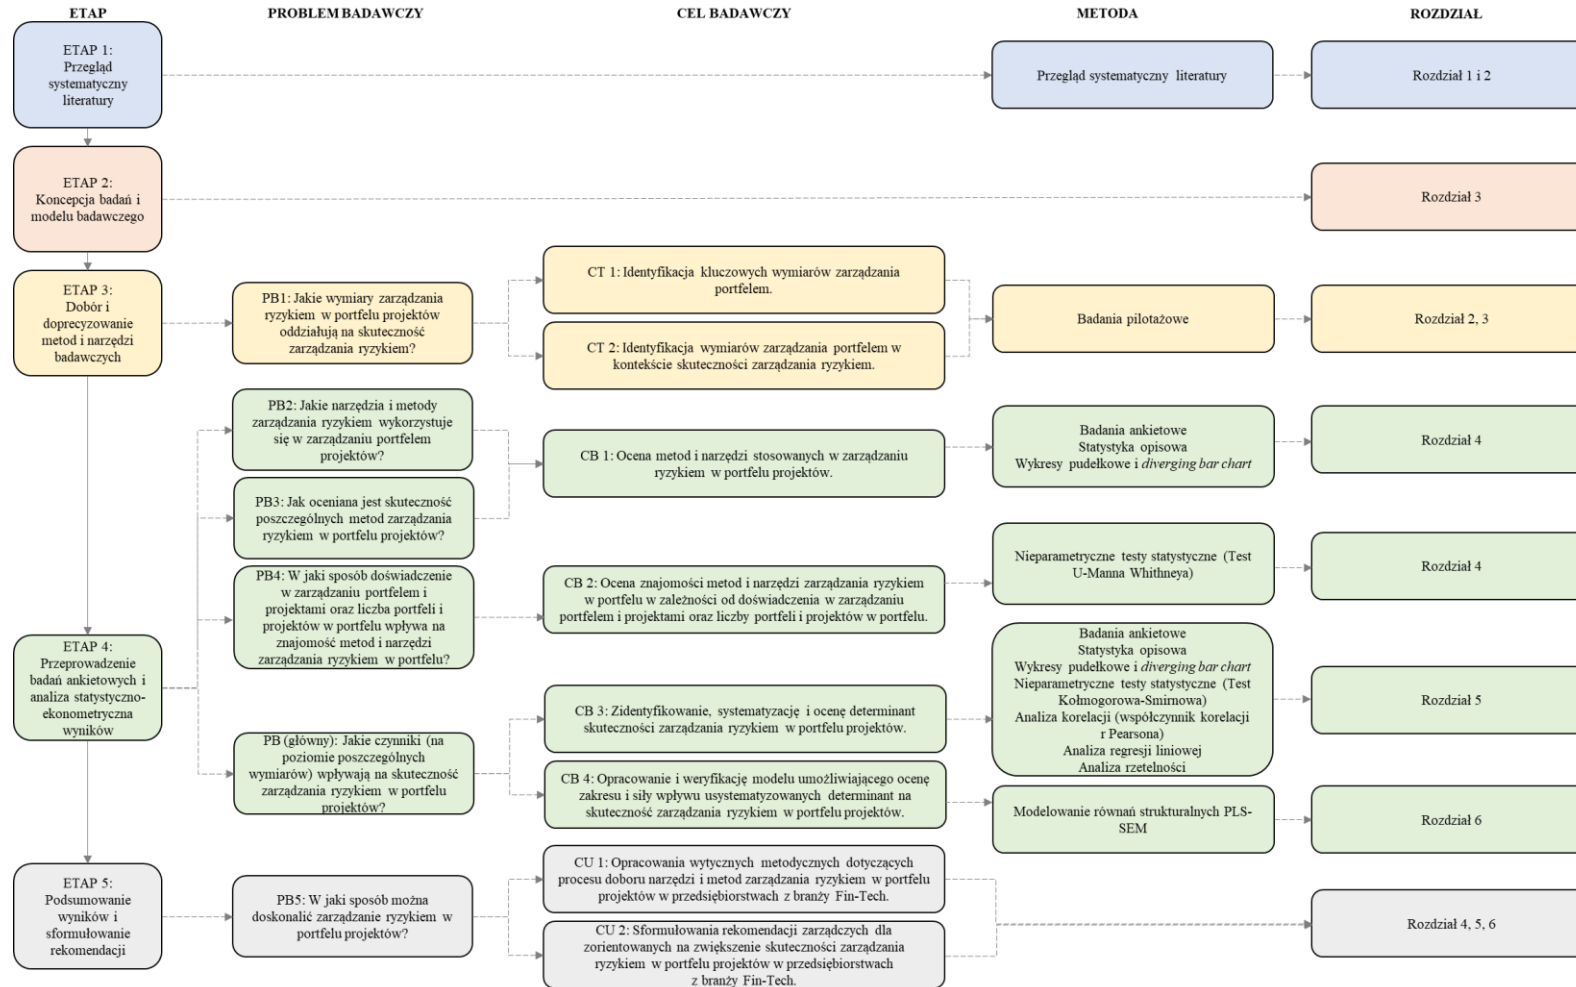 ETAP
PROBLEM BADAWCZY
CEL BADAWCZY
METODA
ROZDZIAŁ
ETAP 1:
Przegląd
systematyczny
literatury
Przegląd systematyczny literatury
Rozdział 1 i 2
ETAP 2:
Koncepcja badań i
modelu badawczego
Rozdział 3
ETAP 3:
Dobór i
doprecyzowanie
metod i narzędzi
badawczych
PB1: Jakie wymiary zarządzania
ryzykiem w portfelu projektów
oddziałują na skuteczność
zarządzania ryzykiem?
CT 1: Identyfikacja kluczowych wymiarów zarządzania
portfelem.
CT 2: Identyfikacja wymiarów zarządzania portfelem w
kontekście skuteczności zarządzania ryzykiem.
Badania pilotażowe
Rozdział 2, 3
ETAP 4:
Przeprowadzenie
badań ankietowych i
analiza statystyczno-
ekonometryczna
wyników
PB2: Jakie narzędzia i metody
zarządzania ryzykiem wykorzystuje
się w zarządzaniu portfelem
projektów?
PB3: Jak oceniana jest skuteczność
poszczególnych metod zarządzania
ryzykiem w portfelu projektów?
CB 1: Ocena metod i narzędzi stosowanych w zarządzaniu
ryzykiem w portfelu projektów.
Badania ankietowe
Statystyka opisowa
Wykresy pudełkowe i diverging bar chart
Rozdział 4
PB4: W jaki sposób doświadczenie
w zarządzaniu portfelem i
projektami oraz liczba portfeli i
projektów w portfelu wpływa na
znajomość metod i narzędzi
zarządzania ryzykiem w portfelu?
CB 2: Ocena znajomości metod i narzędzi zarządzania ryzykiem
w portfelu w zależności od doświadczenia w zarządzaniu
portfelem i projektami oraz liczby portfeli i projektów w portfelu.
Nieparametryczne testy statystyczne (Test
U-Manna Whithneya)
Rozdział 4
PB (główny): Jakie czynniki (na
poziomie poszczególnych
wymiarów) wpływają na skuteczność
zarządzania ryzykiem w portfelu
projektów?
CB 3: Zidentyfikowanie, systematyzację i ocenę determinant
skuteczności zarządzania ryzykiem w portfelu projektów.
Badania ankietowe
Statystyka opisowa
Wykresy pudełkowe i diverging bar chart
Nieparametryczne testy statystyczne (Test
Kołmogorowa-Smirnowa)
Analiza korelacji (współczynnik korelacji
r Pearsona)
Analiza regresji liniowej
Analiza rzetelności
Rozdział 5
CB 4: Opracowanie i weryfikację modelu umożliwiającego ocenę
zakresu i siły wpływu usystematyzowanych determinant na
skuteczność zarządzania ryzykiem w portfelu projektów.
Modelowanie równań strukturalnych PLS-
SEM
Rozdział 6
ETAP 5:
Podsumowanie
wyników i
sformułowanie
rekomendacji
PB5: W jaki sposób można
doskonalić zarządzanie ryzykiem w
portfelu projektów?
CU 1: Opracowania wytycznych metodycznych dotyczących
procesu doboru narzędzi i metod zarządzania ryzykiem w portfelu
projektów w przedsiębiorstwach z branży Fin-Tech.
CU 2: Sformułowania rekomendacji zarządczych dla
zorientowanych na zwiększenie skuteczności zarządzania
ryzykiem w portfelu projektów w przedsiębiorstwach
z branży Fin-Tech.
Rozdział 4, 5, 6